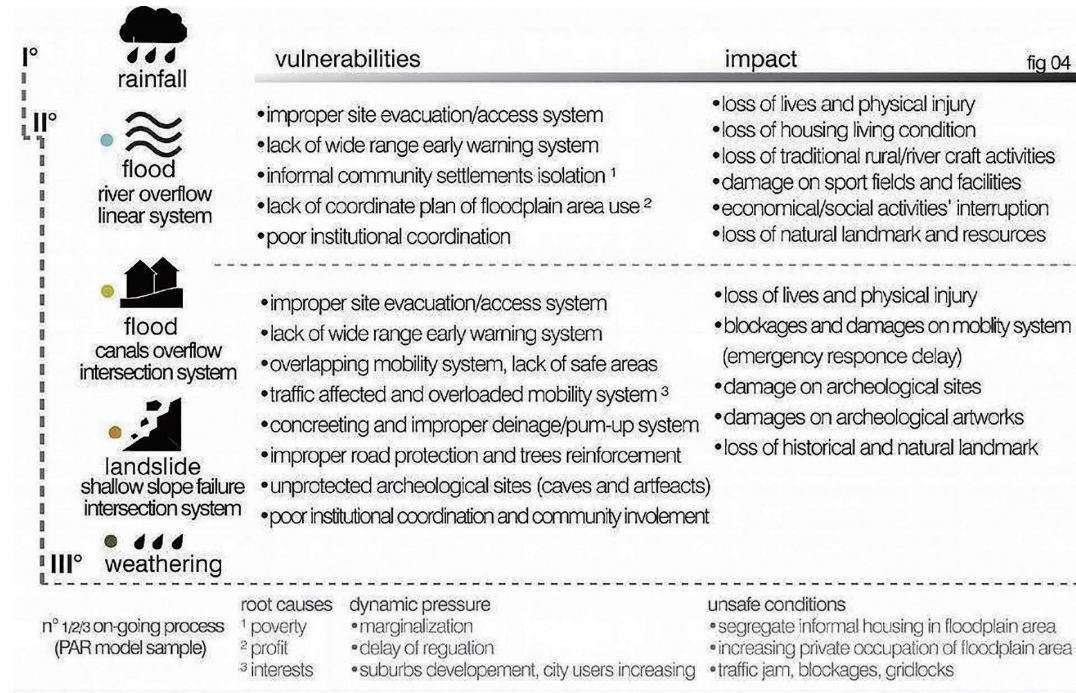 I°
rainfall
vulnerabilities
impact
fig 04
II°
flood
river overflow
linear system
•improper site evacuation/access system
•lack of wide range early warning system
•informal community settlements isolation ¹
•lack of coordinate plan of floodplain area use ²
•poor institutional coordination
•loss of lives and physical injury
•loss of housing living condition
•loss of traditional rural/river craft activities
•damage on sport fields and facilities
•economical/social activities' interruption
•loss of natural landmark and resources
flood
canals overflow
intersection system
landslide
shallow slope failure
intersection system
III° weathering
•improper site evacuation/access system
•lack of wide range early warning system
•overlapping mobility system, lack of safe areas
•traffic affected and overloaded mobility system ³
•concreeting and improper deinage/pum-up system
•improper road protection and trees reinforcement
•unprotected archeological sites (caves and artfeacts)
•poor institutional coordination and community involement
•loss of lives and physical injury
•blockages and damages on moblity system
(emergency responce delay)
•damage on archeological sites
•damages on archeological artworks
•loss of historical and natural landmark
n° 1/2/3 on-going process
(PAR model sample)
root causes
¹ poverty
² profit
³ interests
dynamic pressure
•marginalization
•delay of reguation
•suburbs developement, city users increasing
unsafe conditions
•segregate informal housing in floodplain area
•increasing private occupation of floodplain area
•traffic jam, blockages, gridlocks